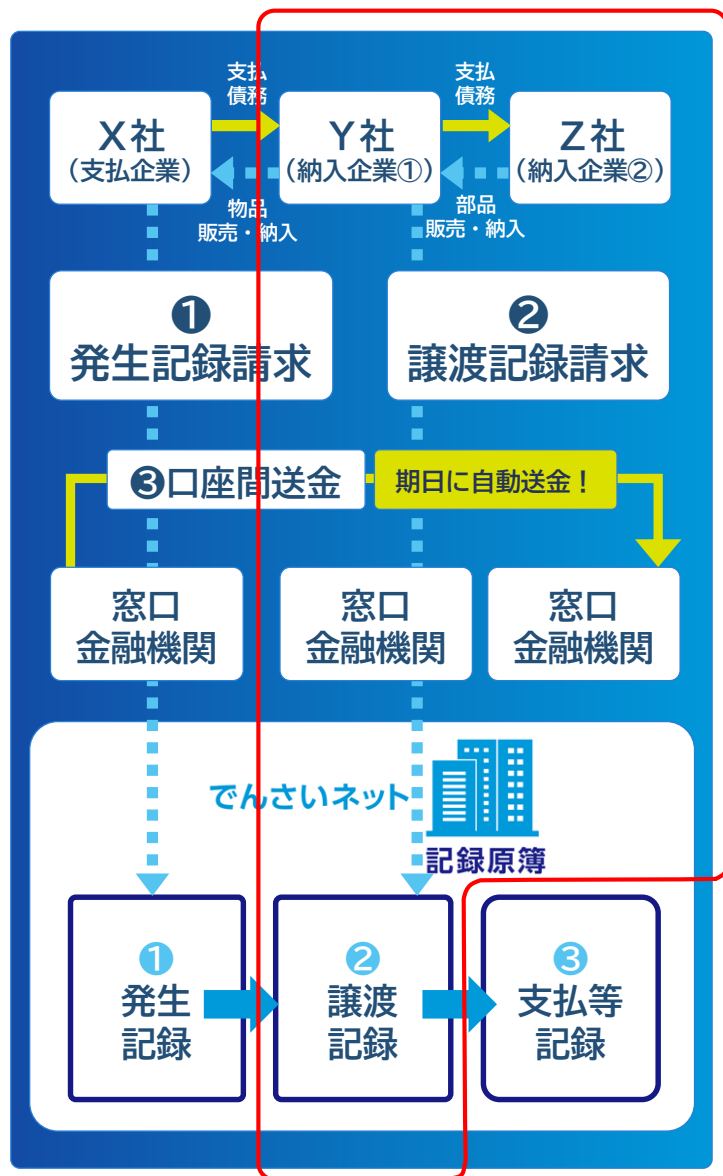 支払
債務
支払
債務
X社
(支払企業)
Y社
(納入企業①)
Z社
(納入企業②)
物品
販売・納入
部品
販売・納入
❶
発生記録請求
❷
譲渡記録請求
❸口座間送金
期日に自動送金！
窓口
金融機関
窓口
金融機関
窓口
金融機関
でんさいネット
記録原簿
❶
発生
記録
❷
譲渡
記録
❸
支払等
記録